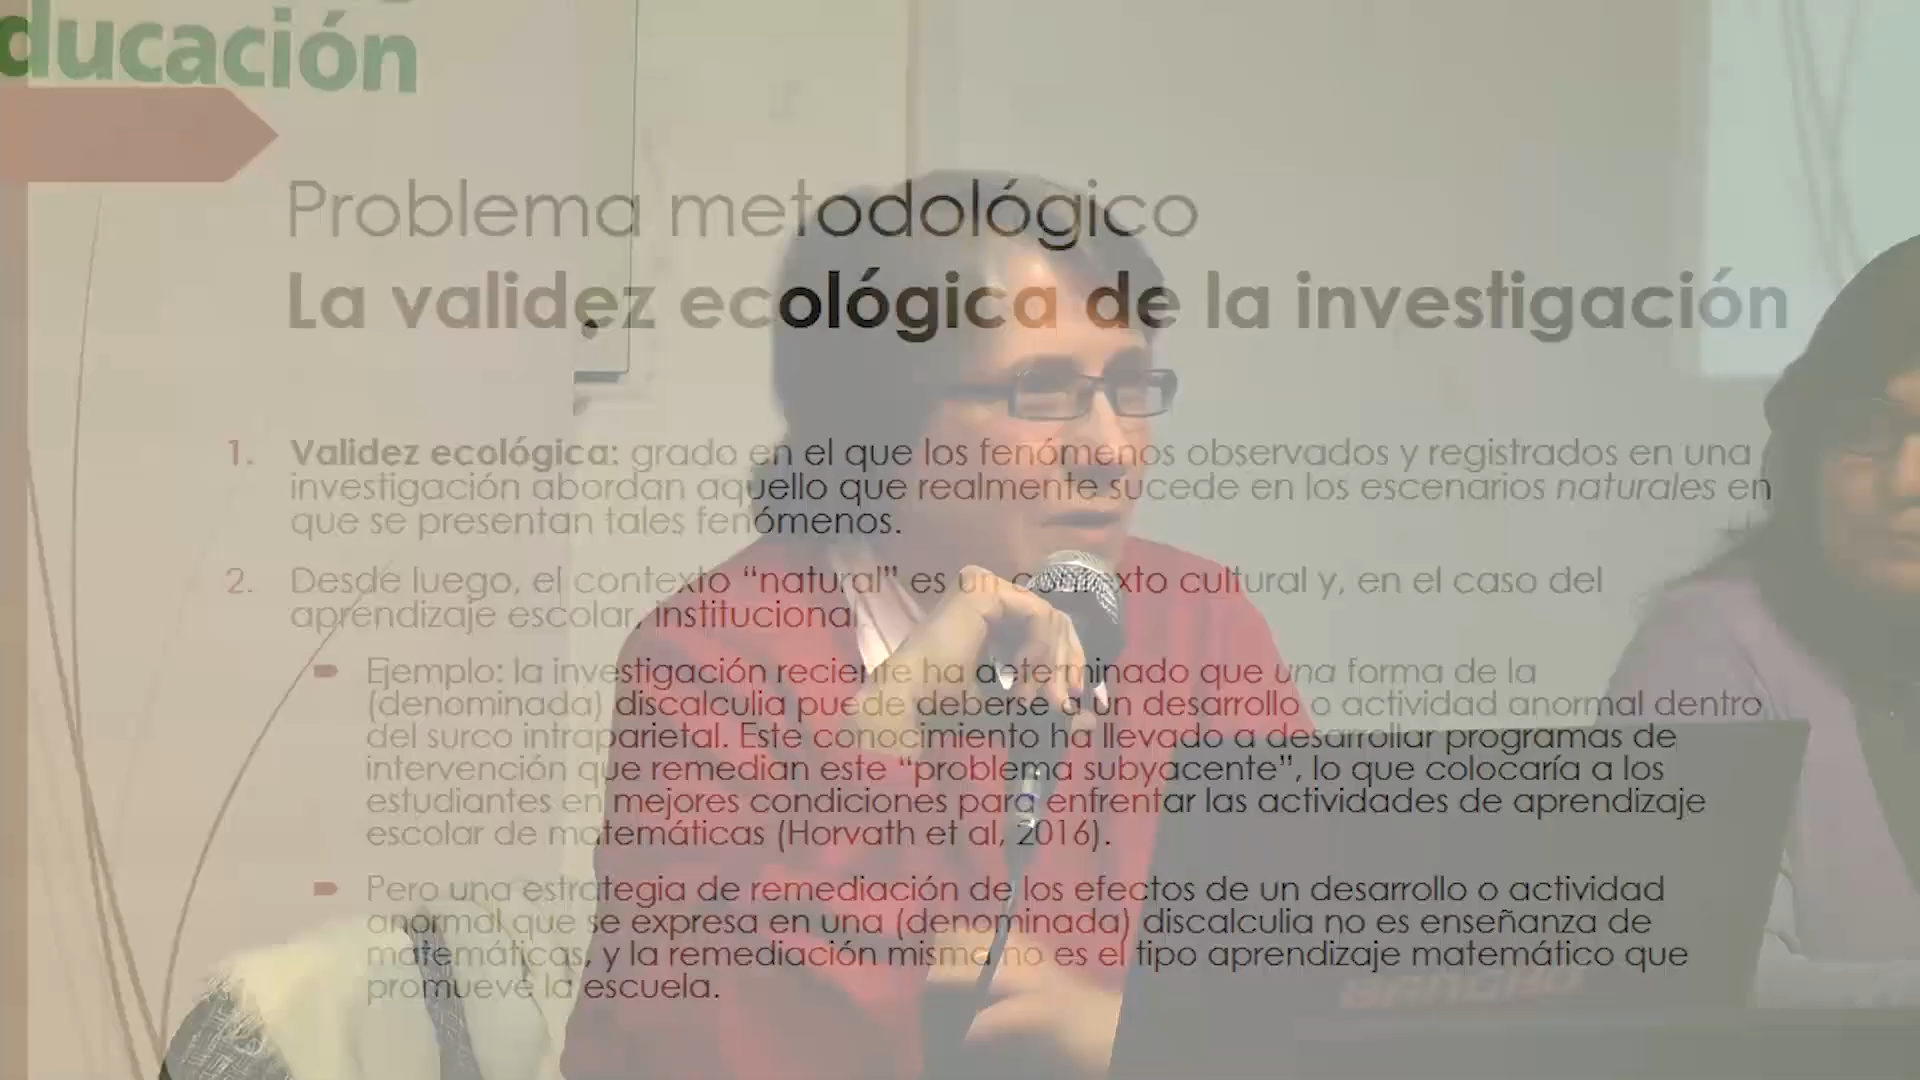 ducación
Problema metodológico
La validez ecológica de la investigación
1. Validez ecológica: grado en el que los fenómenos observados y registrados en una
investigación abordan aquello que realmente sucede en los escenarios naturales en
que se presentan tales fenómenos.
2. Desde luego, el contexto “natural” es un contexto cultural y, en el caso del
aprendizaje escolar, institucional.
Ejemplo: la investigación reciente ha determinado que una forma de la
(denominada) discalculia puede deberse a un desarrollo o actividad anormal dentro
del surco intraparietal. Este conocimiento ha llevado a desarrollar programas de
intervención que remedian este “problema subyacente”, lo que colocaría a los
estudiantes en mejores condiciones para enfrentar las actividades de aprendizaje
escolar de matemáticas (Horvath et al, 2016).
Pero una estrategia de remediación de los efectos de un desarrollo o actividad
anormal que se expresa en una (denominada) discalculia no es enseñanza de
matemáticas, y la remediación misma no es el tipo aprendizaje matemático que
promueve la escuela.